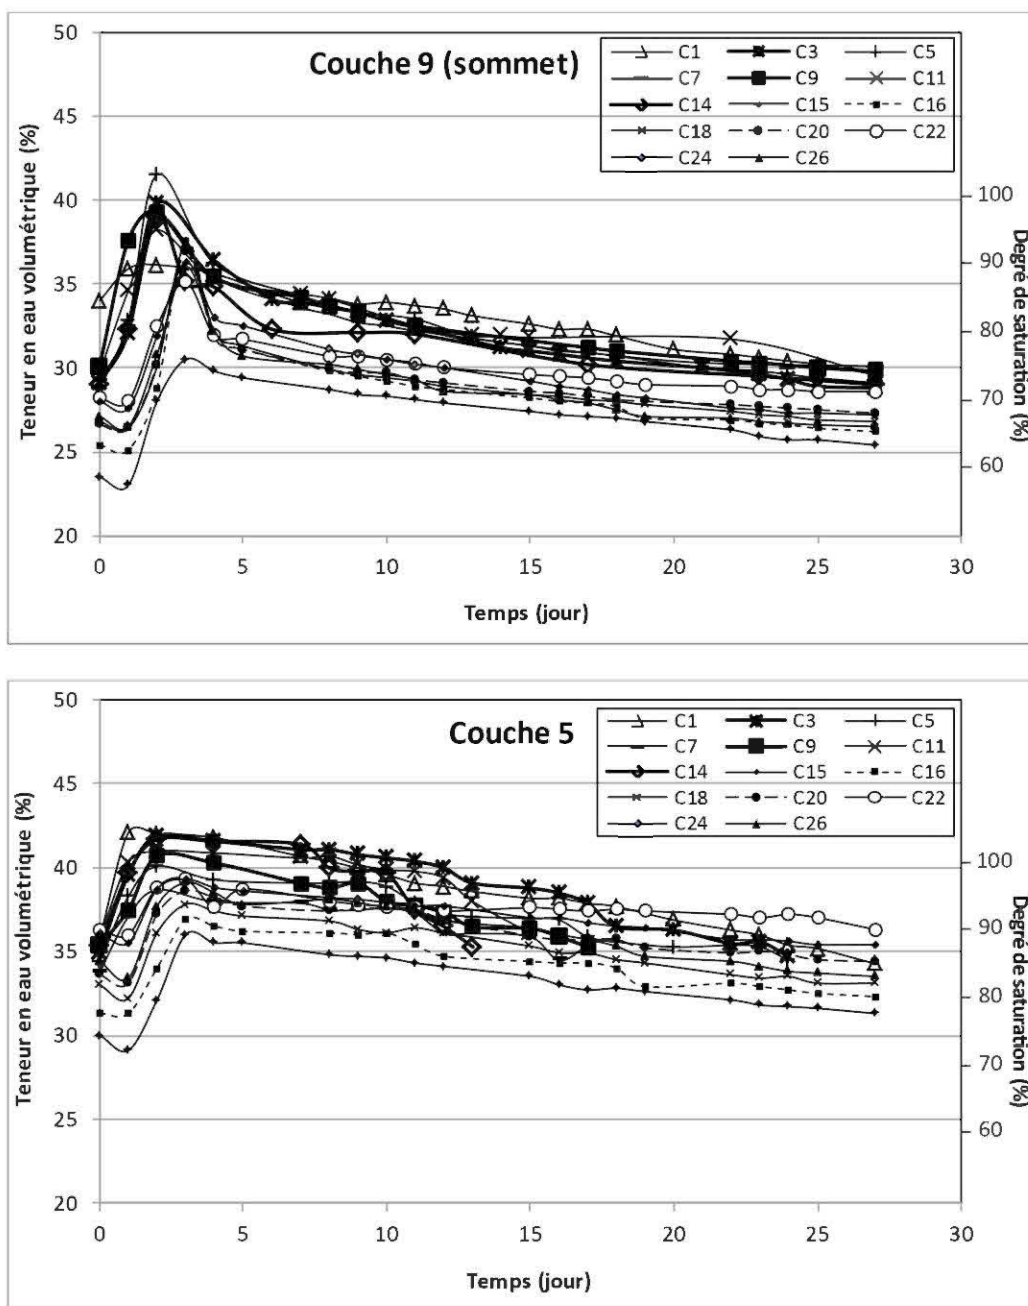 Couche 9 (sommet)
C1 C3 C5
C7 C9 C11
C14 C15 C16
C18 C20 C22
C24 C26
Teneur en eau volumétrique (%)
50
45
40
35
30
25
20
100
90
80
70
60
Degré de saturation (%)
0 5 10 15 20 25 30
Temps (jour)
Couche 5
C1 C3 C5
C7 C9 C11
C14 C15 C16
C18 C20 C22
C24 C26
Teneur en eau volumétrique (%)
50
45
40
35
30
25
20
100
90
80
70
60
Degré de saturation (%)
0 5 10 15 20 25 30
Temps (jour)